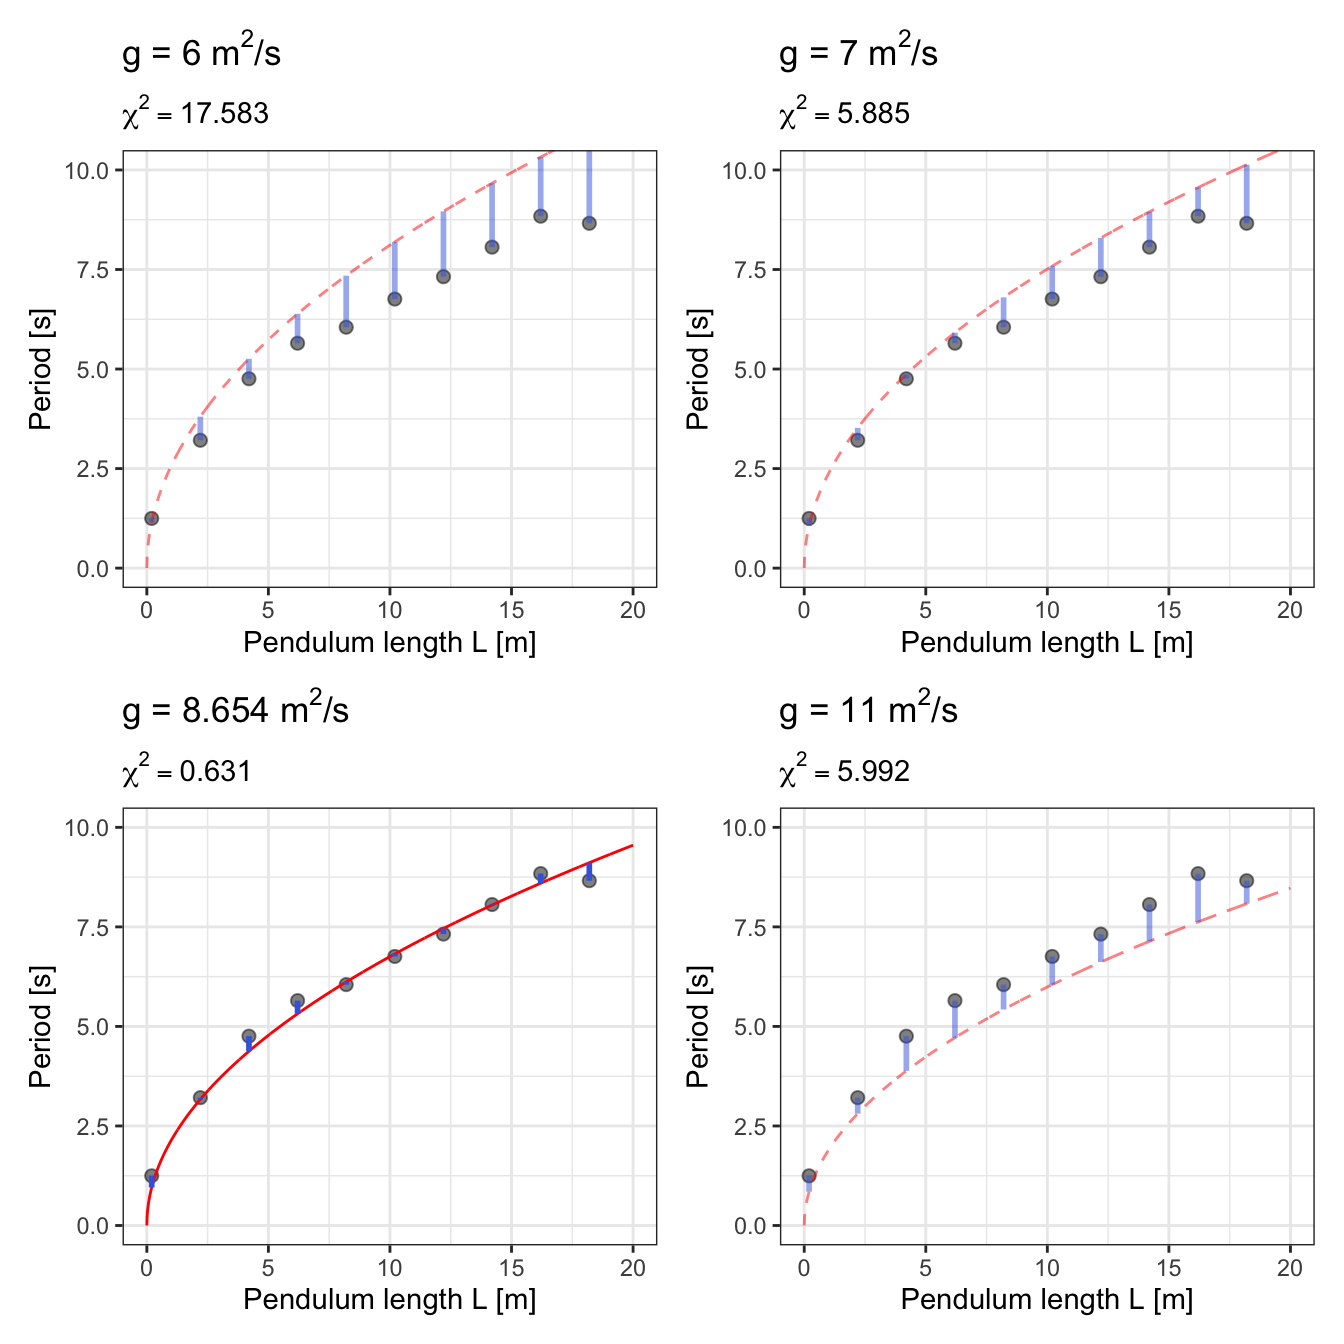 g = 6 m²/s
χ² = 17.583
10.0
7.5
5.0
2.5
0.0
Period [s]
0 5 10 15 20
Pendulum length L [m]
g = 7 m²/s
χ² = 5.885
10.0
7.5
5.0
2.5
0.0
Period [s]
0 5 10 15 20
Pendulum length L [m]
g = 8.654 m²/s
χ² = 0.631
10.0
7.5
5.0
2.5
0.0
Period [s]
0 5 10 15 20
Pendulum length L [m]
g = 11 m²/s
χ² = 5.992
10.0
7.5
5.0
2.5
0.0
Period [s]
0 5 10 15 20
Pendulum length L [m]